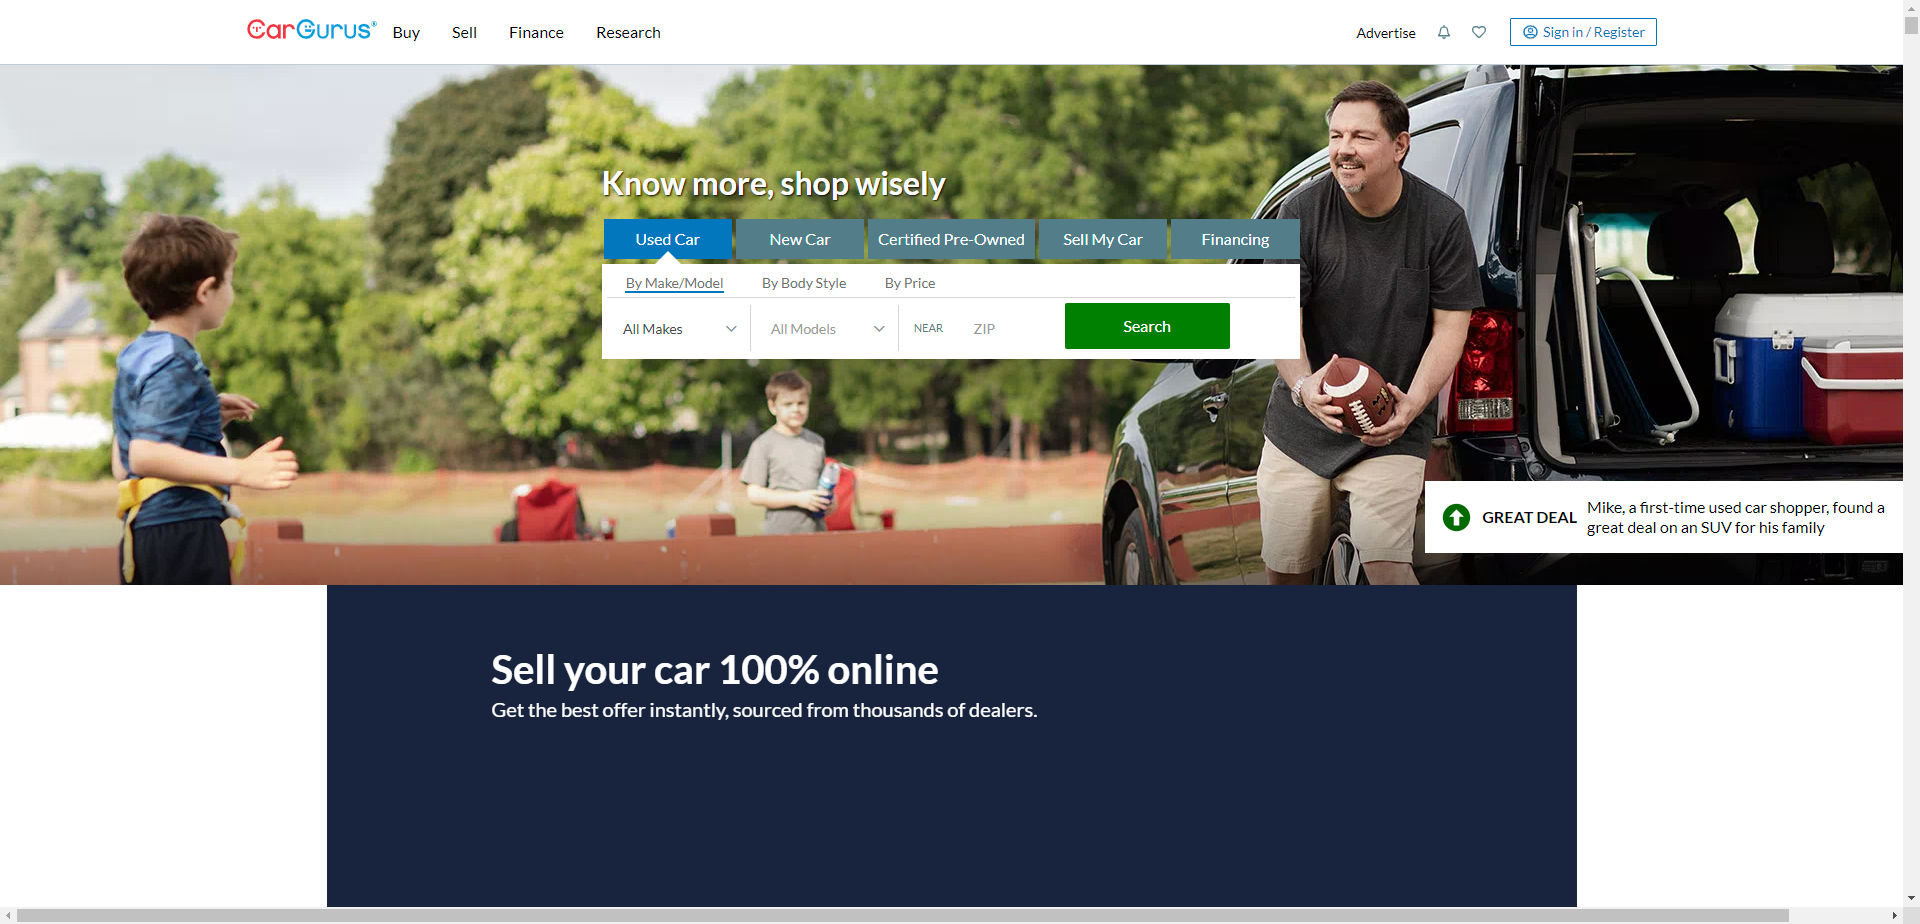 CarGurus®
Buy
Sell
Finance
Research
Advertise
Sign in / Register
Know more, shop wisely
Used Car
New Car
Certified Pre-Owned
Sell My Car
Financing
By Make/Model
By Body Style
By Price
All Makes
All Models
NEAR
ZIP
Search
GREAT DEAL
Mike, a first-time used car shopper, found a
great deal on an SUV for his family
Sell your car 100% online
Get the best offer instantly, sourced from thousands of dealers.